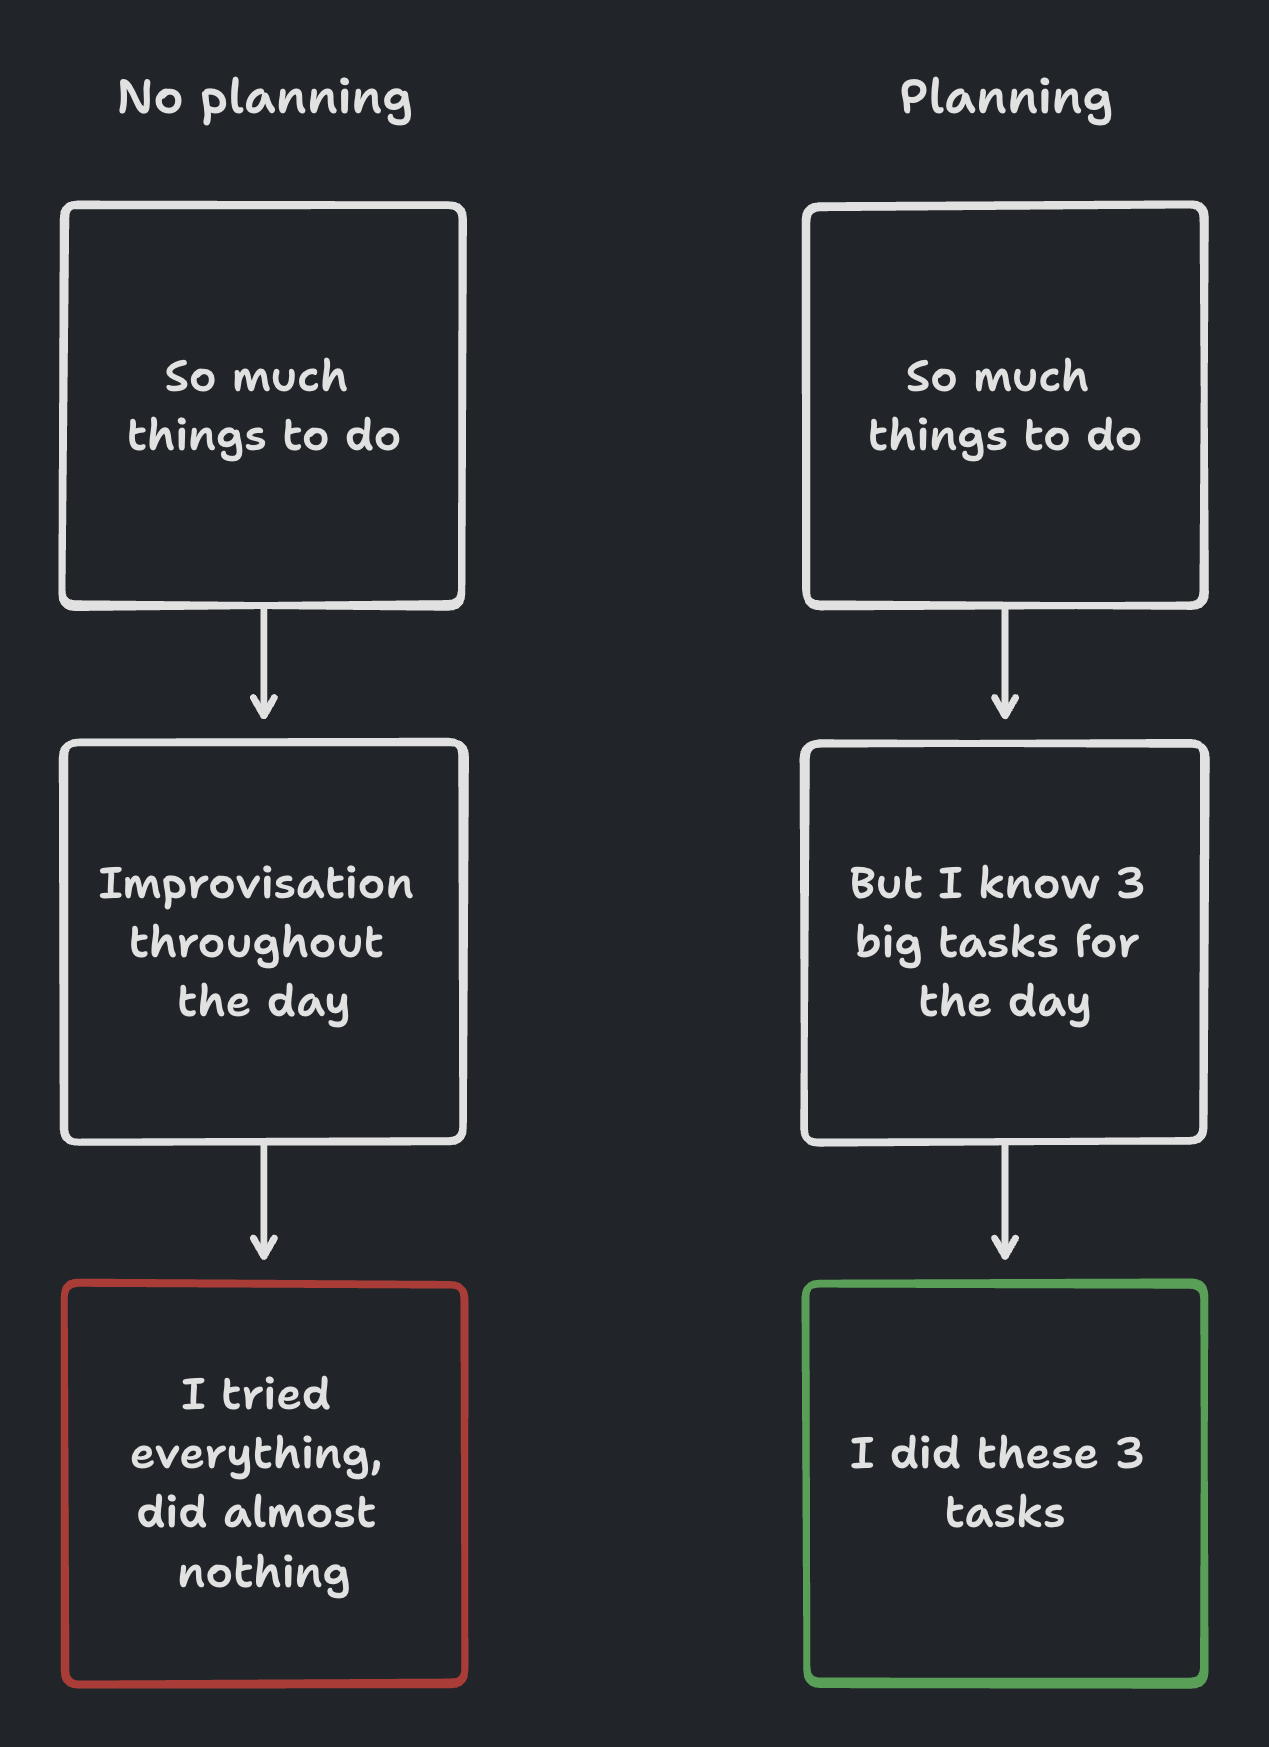 No planning
So much
things to do
Improvisation
throughout
the day
I tried
everything,
did almost
nothing
Planning
So much
things to do
But I know 3
big tasks for
the day
I did these 3
tasks